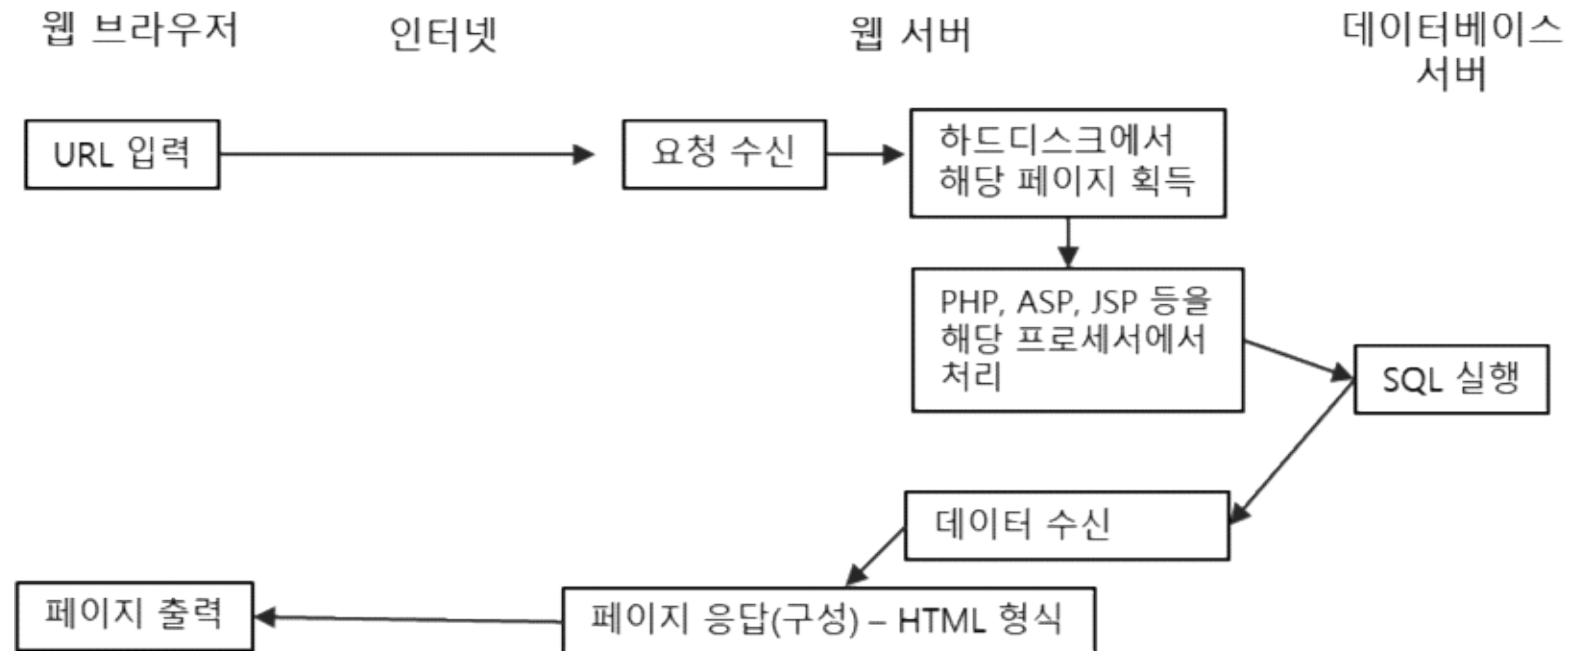 웹 브라우저
인터넷
웹 서버
데이터베이스
서버
URL 입력
요청 수신
하드디스크에서
해당 페이지 획득
PHP, ASP, JSP 등을
해당 프로세서에서
처리
SQL 실행
데이터 수신
페이지 응답(구성) – HTML 형식
페이지 출력